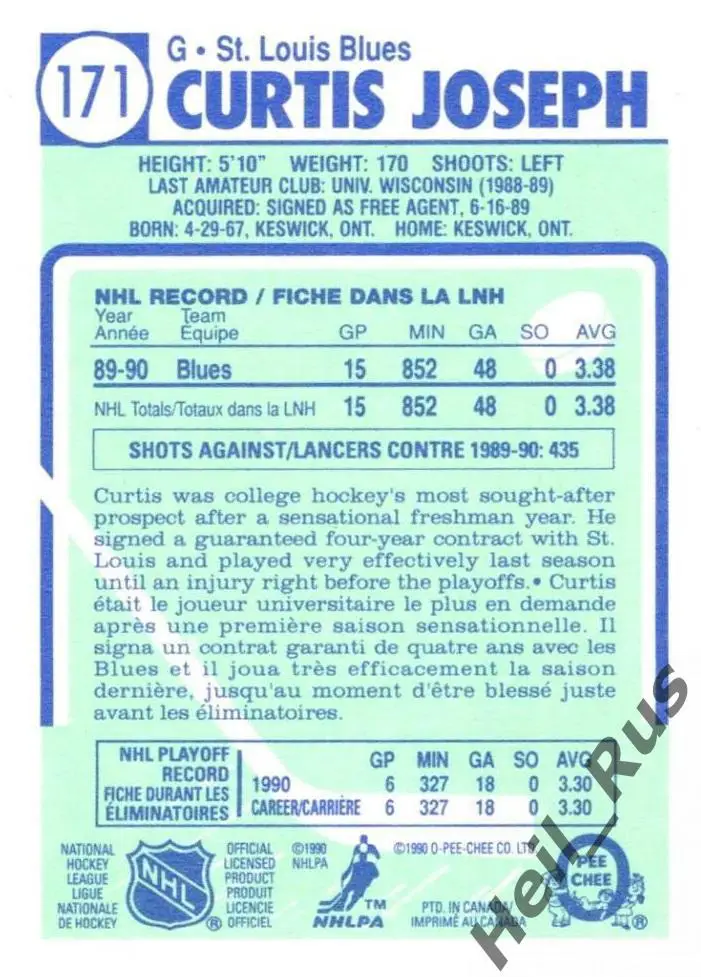 171
G • St. Louis Blues
CURTIS JOSEPH
HEIGHT: 5'10" WEIGHT: 170 SHOOTS: LEFT
LAST AMATEUR CLUB: UNIV. WISCONSIN (1988-89)
ACQUIRED: SIGNED AS FREE AGENT, 6-16-89
BORN: 4-29-67, KESWICK, ONT. HOME: KESWICK, ONT.
NHL RECORD / FICHE DANS LA LNH
Year Team
Année Équipe GP MIN GA SO AVG
89-90 Blues 15 852 48 0 3.38
NHL Totals/Totaux dans la LNH 15 852 48 0 3.38
SHOTS AGAINST/LANCERS CONTRE 1989-90: 435
Curtis was college hockey's most sought-after
prospect after a sensational freshman year. He
signed a guaranteed four-year contract with St.
Louis and played very effectively last season
until an injury right before the playoffs.• Curtis
était le joueur universitaire le plus en demande
après une première saison sensationnelle. Il
signa un contrat garanti de quatre ans avec les
Blues et il joua très efficacement la saison
dernière, jusqu'au moment d'être blessé juste
avant les éliminatoires.
NHL PLAYOFF
RECORD
FICHE DURANT LES
ÉLIMINATOIRES
GP MIN GA SO AVG
1990 6 327 18 0 3.30
CAREER/CARRIÈRE 6 327 18 0 3.30
NATIONAL
HOCKEY
LEAGUE
LIGUE
NATIONALE
DE HOCKEY
NHL
®
OFFICIAL
LICENSED
PRODUCT
PRODUIT
LICENCIE
OFFICIEL
©1990
NHLPA
TM
NHLPA
©1990 O-PEE-CHEE CO. LTD.
PTD. IN CANADA/
IMPRIMÉ AU CANADA
O
PEE
CHEE
®
Heil_Rus